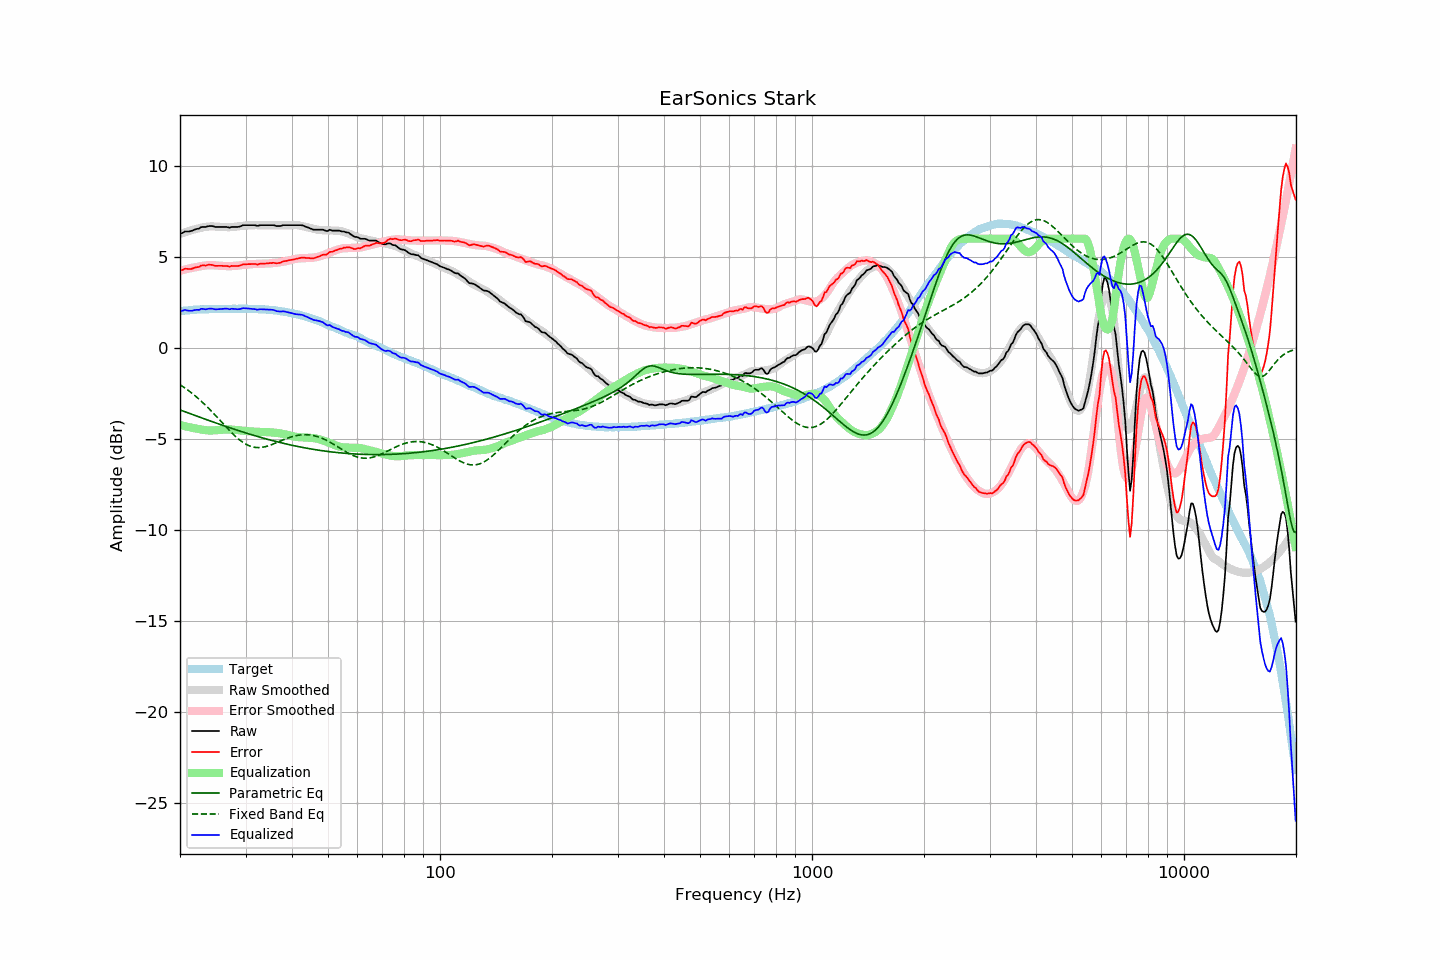 EarSonics Stark
10
5
0
−5
−10
−15
−20
−25
Amplitude (dBr)
Target
Raw Smoothed
Error Smoothed
Raw
Error
Equalization
Parametric Eq
Fixed Band Eq
Equalized
100 1000 10000
Frequency (Hz)